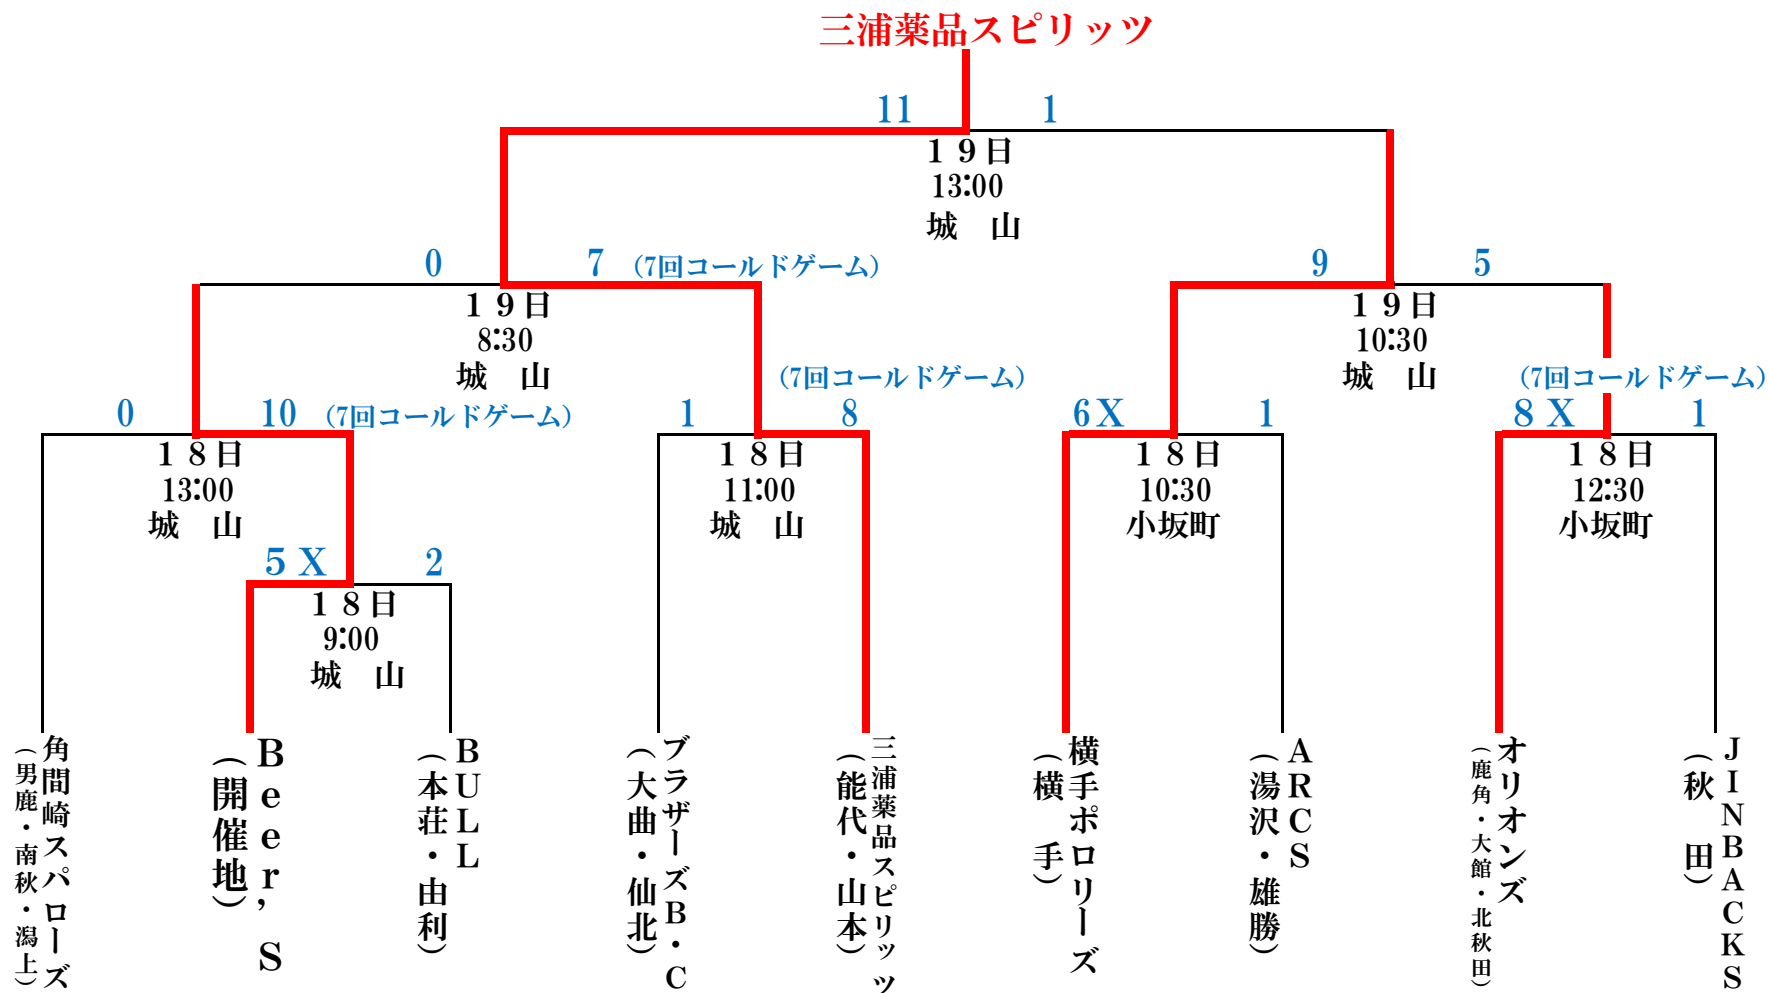 三浦薬品スピリッツ
11
1
１９日
13:00
城　山
0
7
（7回コールドゲーム）
9
5
１９日
8:30
城　山
１９日
10:30
城　山
0
10
（7回コールドゲーム）
１８日
13:00
城　山
（7回コールドゲーム）
1
8
１８日
11:00
城　山
6X
1
１８日
10:30
小坂町
（7回コールドゲーム）
８X
1
１８日
12:30
小坂町
５X
2
１８日
9:00
城　山
角間崎スパローズ
（男鹿・南秋・潟上）
Ｂｅｅｒ，Ｓ
（開催地）
ＢＵＬＬ
（本荘・由利）
ブラザーズＢ・Ｃ
（大曲・仙北）
三浦薬品スピリッツ
（能代・山本）
横手ポロリーズ
（横　手）
ＡＲＣＳ
（湯沢・雄勝）
オリオンズ
（鹿角・大館・北秋田）
ＪＩＮＢＡＣＫＳ
（秋　田）